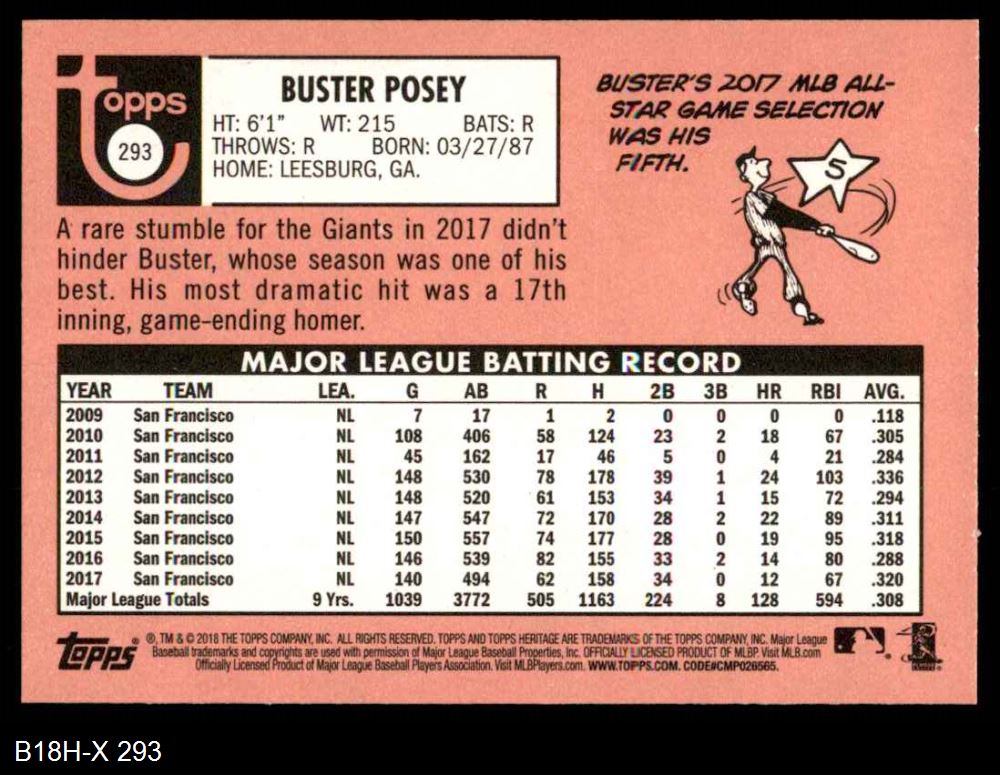 Topps
293
BUSTER POSEY
HT: 6'1" WT: 215 BATS: R
THROWS: R BORN: 03/27/87
HOME: LEESBURG, GA.
BUSTER'S 2017 MLB ALL-
STAR GAME SELECTION
WAS HIS
FIFTH.
5
A rare stumble for the Giants in 2017 didn't
hinder Buster, whose season was one of his
best. His most dramatic hit was a 17th
inning, game-ending homer.
MAJOR LEAGUE BATTING RECORD
YEAR TEAM LEA. G AB R H 2B 3B HR RBI AVG.
2009 San Francisco NL 7 17 1 2 0 0 0 0 .118
2010 San Francisco NL 108 406 58 124 23 2 18 67 .305
2011 San Francisco NL 45 162 17 46 5 0 4 21 .284
2012 San Francisco NL 148 530 78 178 39 1 24 103 .336
2013 San Francisco NL 148 520 61 153 34 1 15 72 .294
2014 San Francisco NL 147 547 72 170 28 2 22 89 .311
2015 San Francisco NL 150 557 74 177 28 0 19 95 .318
2016 San Francisco NL 146 539 82 155 33 2 14 80 .288
2017 San Francisco NL 140 494 62 158 34 0 12 67 .320
Major League Totals 9 Yrs. 1039 3772 505 1163 224 8 128 594 .308
Topps ® ®, TM & © 2018 THE TOPPS COMPANY, INC. ALL RIGHTS RESERVED. TOPPS AND TOPPS HERITAGE ARE TRADEMARKS OF THE TOPPS COMPANY, INC. Major League
Baseball trademarks and copyrights are used with permission of Major League Baseball Properties, Inc. OFFICIALLY LICENSED PRODUCT OF MLBP. Visit MLB.com
Officially Licensed Product of Major League Baseball Players Association. Visit MLBPlayers.com. WWW.TOPPS.COM. CODE#CMP026565.
B18H-X 293